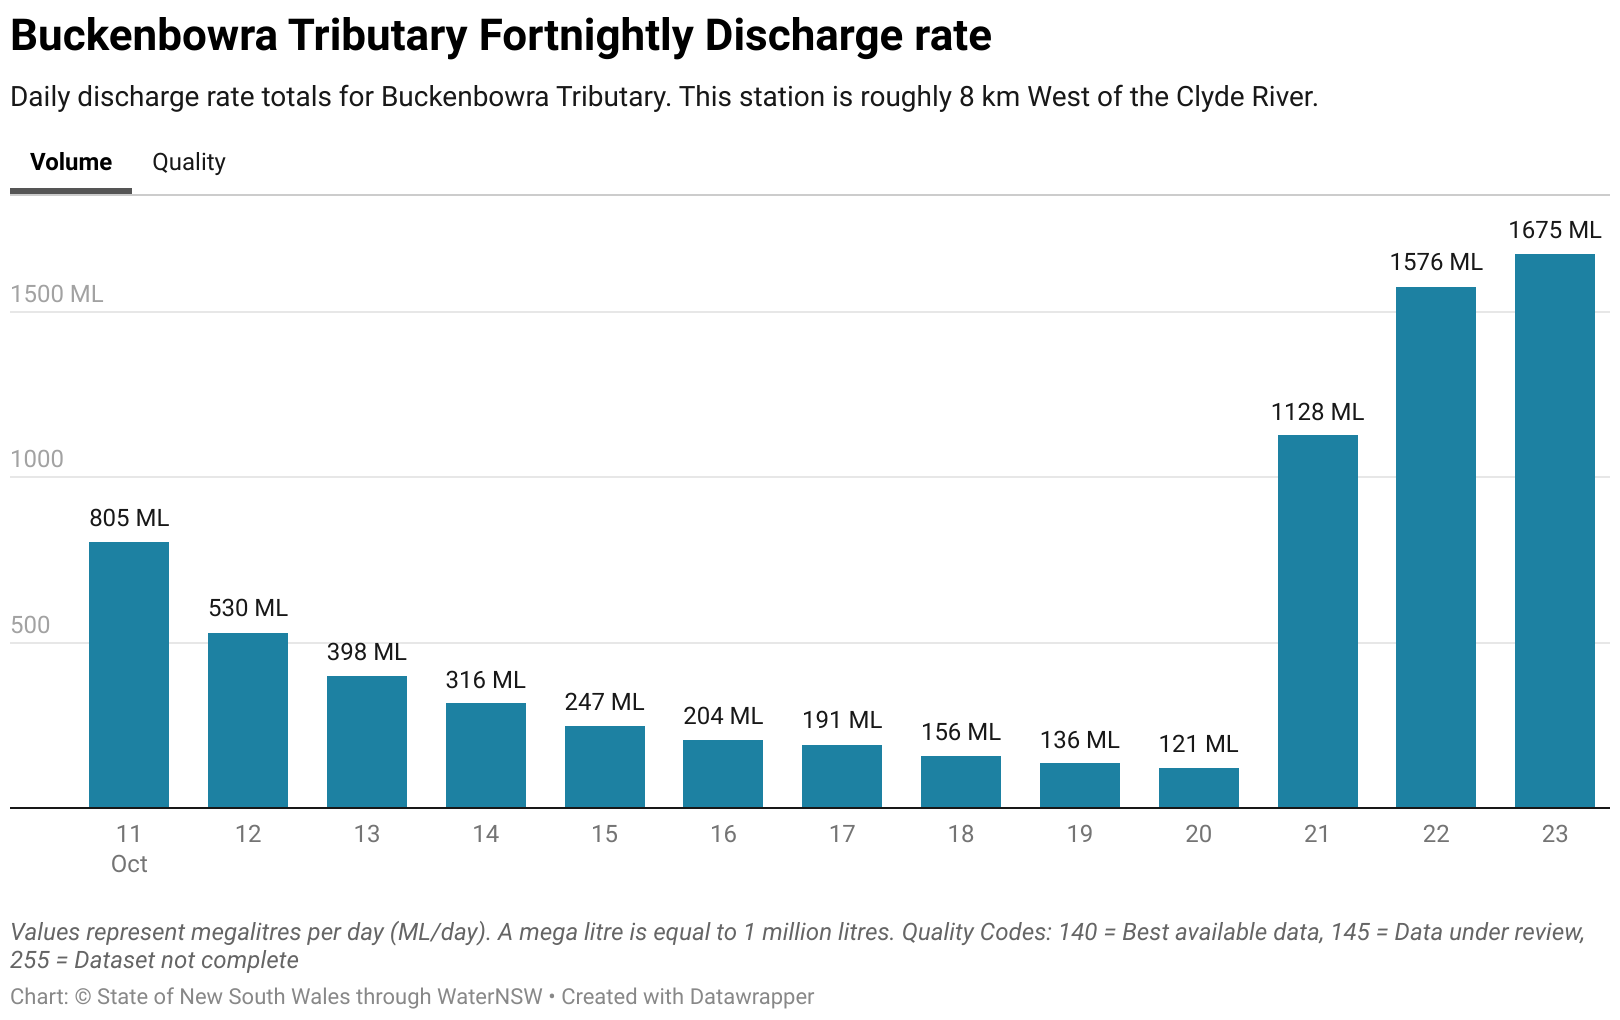 Buckenbowra Tributary Fortnightly Discharge rate
Daily discharge rate totals for Buckenbowra Tributary. This station is roughly 8 km West of the Clyde River.
Volume Quality
1675 ML
1576 ML
1500 ML
1128 ML
1000
805 ML
530 ML
500
398 ML
316 ML
247 ML
204 ML
191 ML
156 ML
136 ML
121 ML
11 12 13 14 15 16 17 18 19 20 21 22 23
Oct
Values represent megalitres per day (ML/day). A mega litre is equal to 1 million litres. Quality Codes: 140 = Best available data, 145 = Data under review,
255 = Dataset not complete
Chart: © State of New South Wales through WaterNSW • Created with Datawrapper